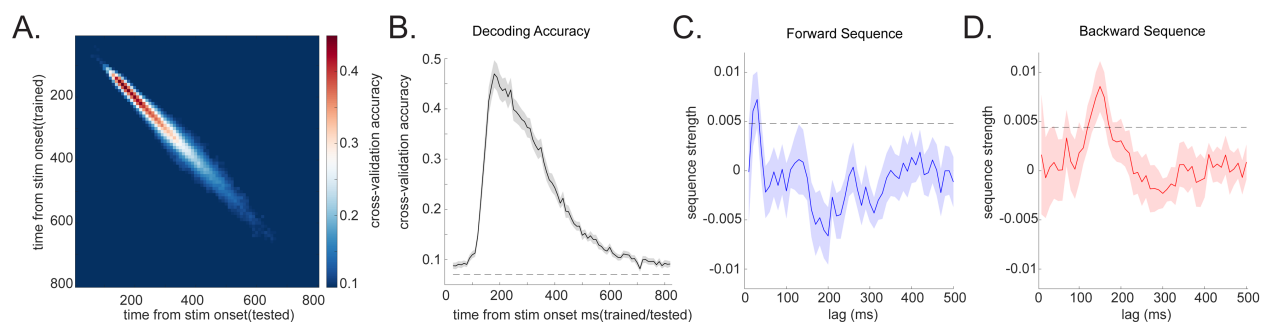 A.
time from stim onset(trained)
200
400
600
800
200
400
600
800
time from stim onset(tested)
0.4
0.3
0.2
0.1
cross-validation accuracy
B.
Decoding Accuracy
cross-validation accuracy
0.5
0.4
0.3
0.2
0.1
0
200
400
600
800
time from stim onset ms(trained/tested)
C.
Forward Sequence
sequence strength
0.01
0.005
0
-0.005
-0.01
0
100
200
300
400
500
lag (ms)
D.
Backward Sequence
sequence strength
0.01
0.005
0
-0.005
-0.01
0
100
200
300
400
500
lag (ms)